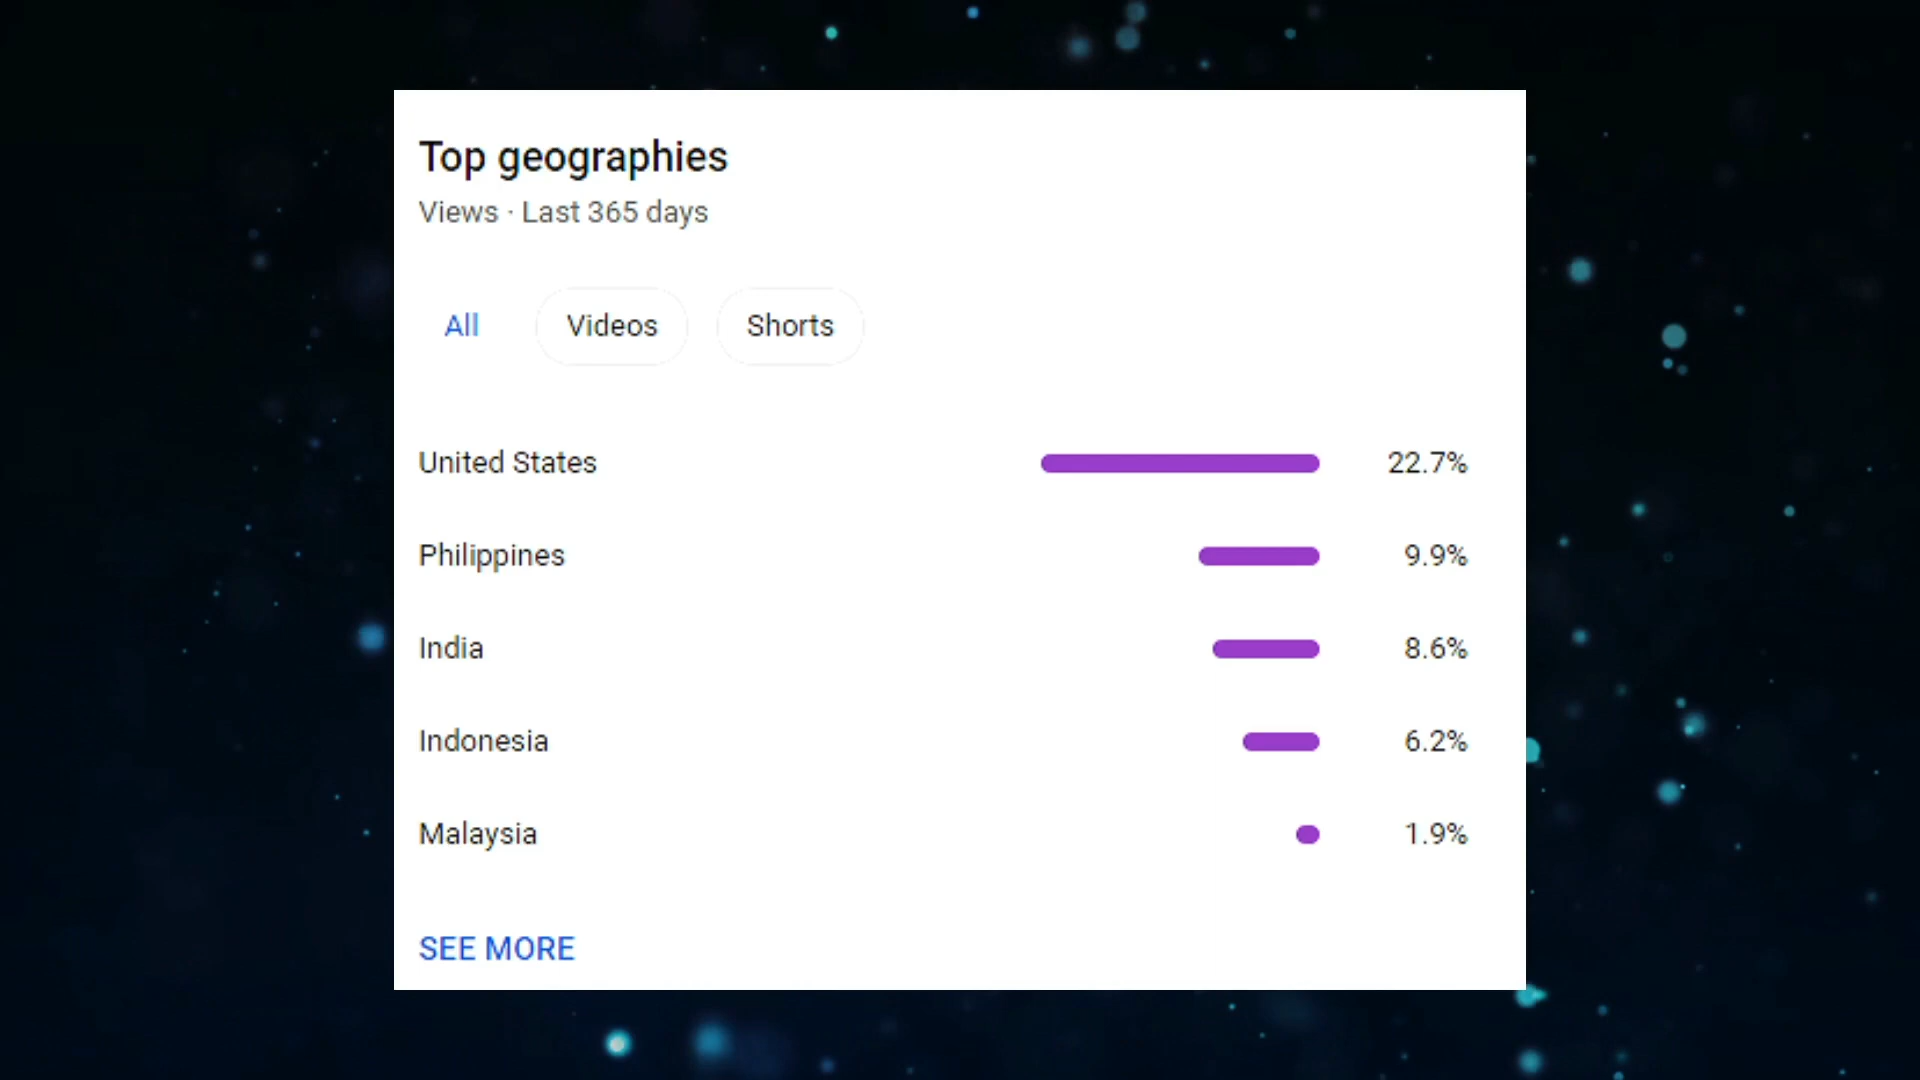 Top geographies
Views · Last 365 days
All Videos Shorts
United States 22.7%
Philippines 9.9%
India 8.6%
Indonesia 6.2%
Malaysia 1.9%
SEE MORE